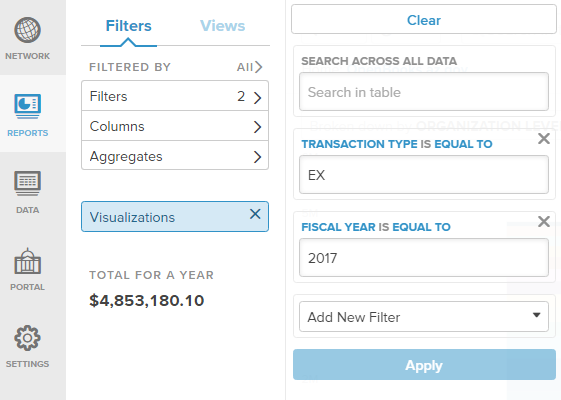 NETWORK
REPORTS
DATA
PORTAL
SETTINGS
Filters Views
FILTERED BY All
Filters 2
Columns
Aggregates
Visualizations
TOTAL FOR A YEAR
$4,853,180.10
Clear
SEARCH ACROSS ALL DATA
Search in table
ORGANIZATION LEVE
TRANSACTION TYPE IS EQUAL TO
EX
FISCAL YEAR IS EQUAL TO
2017
Add New Filter
Apply